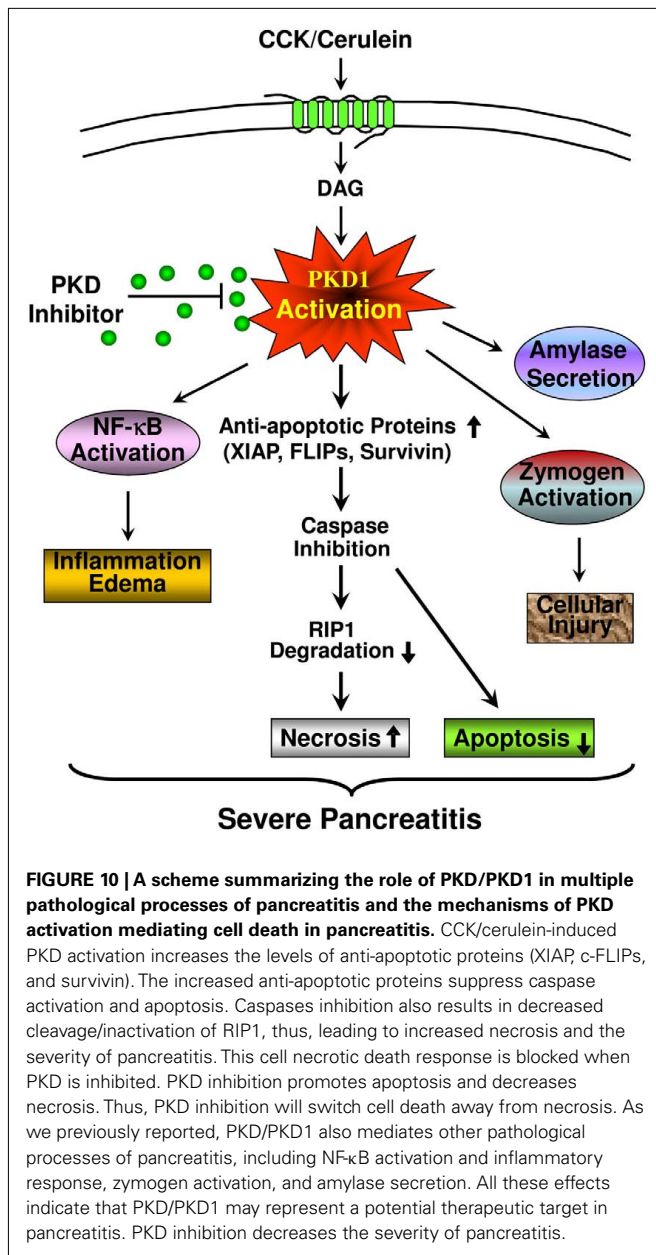 CCK/Cerulein
DAG
PKD1
Activation
PKD
Inhibitor
Amylase
Secretion
NF-κB
Activation
Anti-apoptotic Proteins ↑
(XIAP, FLIPs, Survivin)
Zymogen
Activation
Caspase
Inhibition
Inflammation
Edema
Cellular
Injury
RIP1
Degradation ↓
Necrosis ↑
Apoptosis ↓
Severe Pancreatitis
FIGURE 10 | A scheme summarizing the role of PKD/PKD1 in multiple
pathological processes of pancreatitis and the mechanisms of PKD
activation mediating cell death in pancreatitis. CCK/cerulein-induced
PKD activation increases the levels of anti-apoptotic proteins (XIAP, c-FLIPs,
and survivin). The increased anti-apoptotic proteins suppress caspase
activation and apoptosis. Caspases inhibition also results in decreased
cleavage/inactivation of RIP1, thus, leading to increased necrosis and the
severity of pancreatitis. This cell necrotic death response is blocked when
PKD is inhibited. PKD inhibition promotes apoptosis and decreases
necrosis. Thus, PKD inhibition will switch cell death away from necrosis. As
we previously reported, PKD/PKD1 also mediates other pathological
processes of pancreatitis, including NF-κB activation and inflammatory
response, zymogen activation, and amylase secretion. All these effects
indicate that PKD/PKD1 may represent a potential therapeutic target in
pancreatitis. PKD inhibition decreases the severity of pancreatitis.